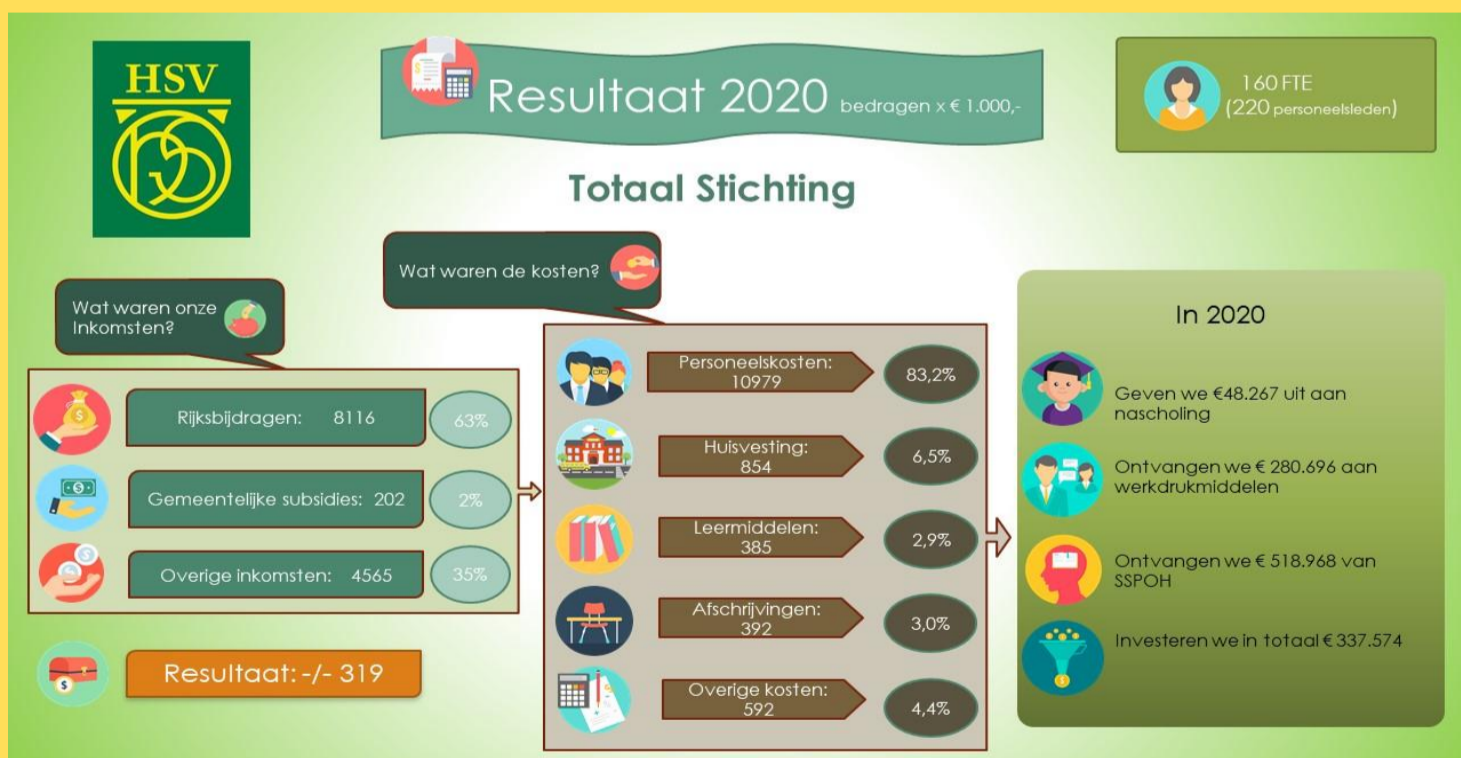 HSV
Resultaat 2020 bedragen x € 1.000,-
160 FTE
(220 personeelsleden)
Totaal Stichting
Wat waren onze
Inkomsten?
Rijksbijdragen: 8116
63%
Gemeentelijke subsidies: 202
2%
Overige inkomsten: 4565
35%
Resultaat: -/- 319
Wat waren de kosten?
Personeelskosten:
10979
83,2%
Huisvesting:
854
6,5%
Leermiddelen:
385
2,9%
Afschrijvingen:
392
3,0%
Overige kosten:
592
4,4%
In 2020
Geven we €48.267 uit aan
nascholing
Ontvangen we € 280.696 aan
werkdrukmiddelen
Ontvangen we € 518.968 van
SSPOH
Investeren we in totaal € 337.574